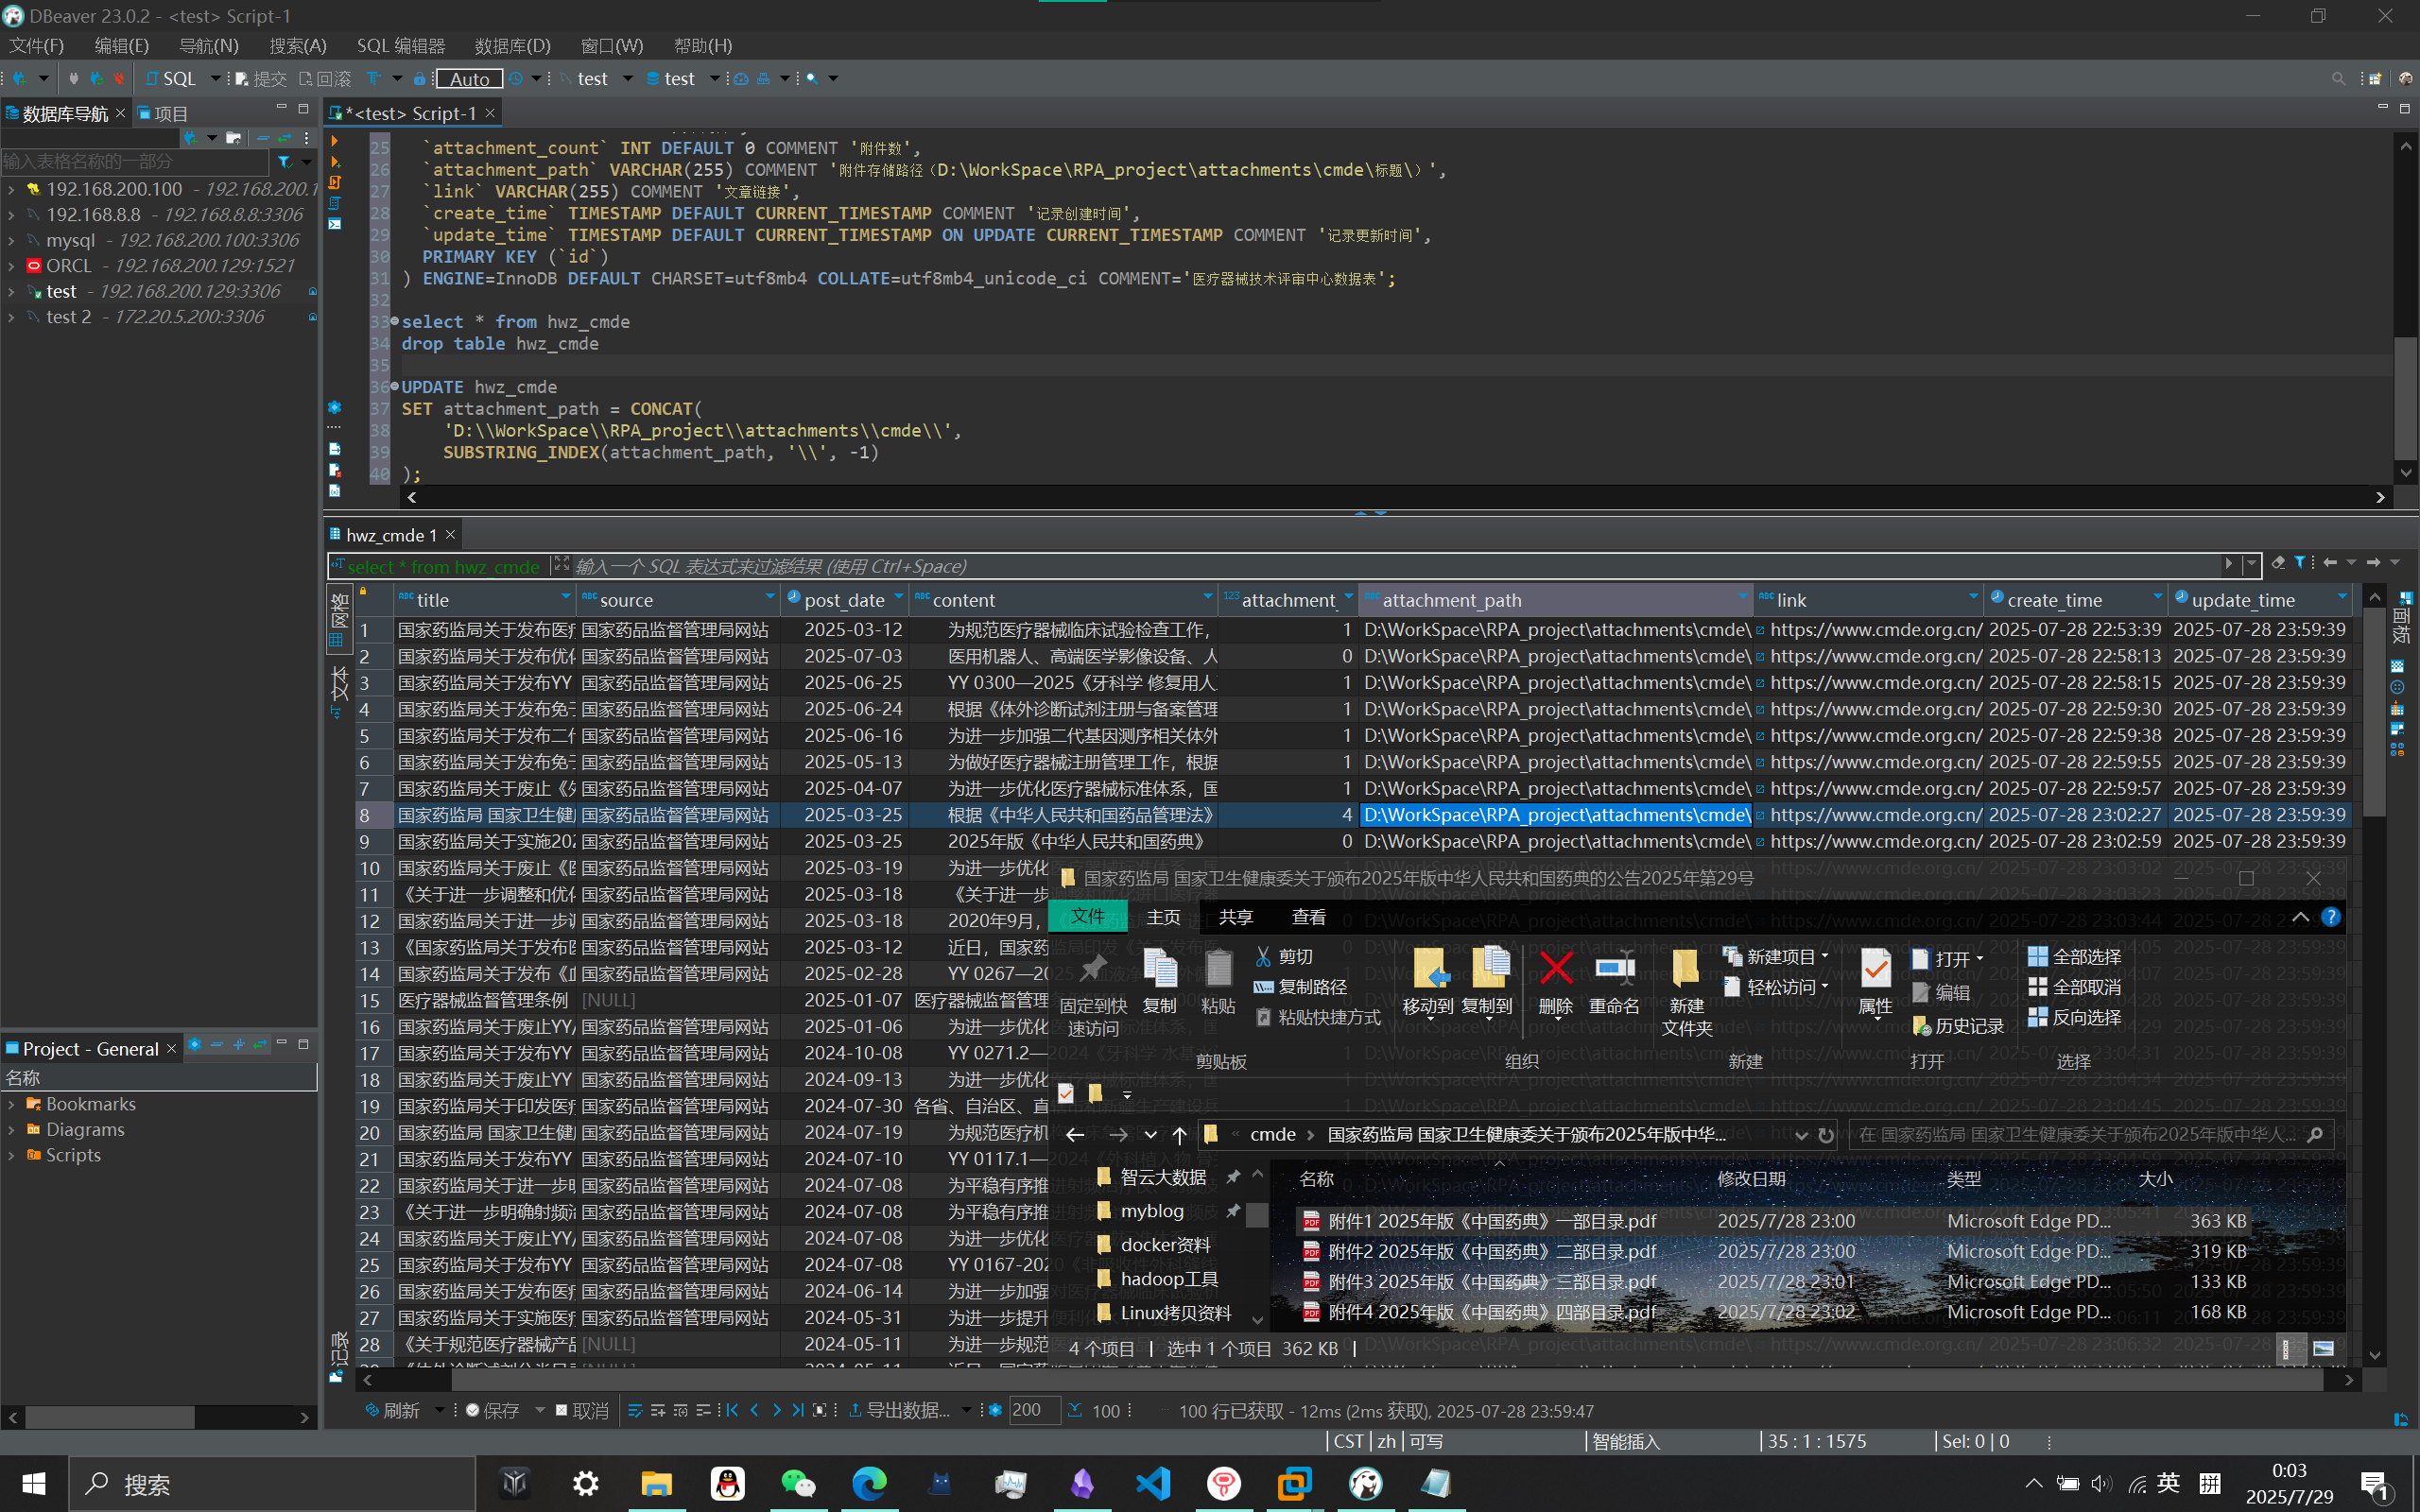 DBeaver 23.0.2 - <test> Script-1
文件(F) 编辑(E) 导航(N) 搜索(A) SQL 编辑器 数据库(D) 窗口(W) 帮助(H)
SQL 提交 回滚 Auto test test
数据库导航 项目
输入表格名称的一部分
192.168.200.100 - 192.168.200.1
192.168.8.8 - 192.168.8.8:3306
mysql - 192.168.200.100:3306
ORCL - 192.168.200.129:1521
test - 192.168.200.129:3306
test 2 - 172.20.5.200:3306
Project - General
名称
Bookmarks
Diagrams
Scripts
*<test> Script-1
25 `attachment_count` INT DEFAULT 0 COMMENT '附件数',
26 `attachment_path` VARCHAR(255) COMMENT '附件存储路径（D:\WorkSpace\RPA_project\attachments\cmde\标题\）',
27 `link` VARCHAR(255) COMMENT '文章链接',
28 `create_time` TIMESTAMP DEFAULT CURRENT_TIMESTAMP COMMENT '记录创建时间',
29 `update_time` TIMESTAMP DEFAULT CURRENT_TIMESTAMP ON UPDATE CURRENT_TIMESTAMP COMMENT '记录更新时间',
30 PRIMARY KEY (`id`)
31 ) ENGINE=InnoDB DEFAULT CHARSET=utf8mb4 COLLATE=utf8mb4_unicode_ci COMMENT='医疗器械技术评审中心数据表';
32
33 select * from hwz_cmde
34 drop table hwz_cmde
35
36 UPDATE hwz_cmde
37 SET attachment_path = CONCAT(
38 'D:\\WorkSpace\\RPA_project\\attachments\\cmde\\',
39 SUBSTRING_INDEX(attachment_path, '\\', -1)
40 );
hwz_cmde 1
select * from hwz_cmde 输入一个 SQL 表达式来过滤结果 (使用 Ctrl+Space)
网格
文本
记录
面板
title source post_date content attachment_ attachment_path link create_time update_time
1 国家药监局关于发布医疗 国家药品监督管理局网站 2025-03-12 为规范医疗器械临床试验检查工作， 1 D:\WorkSpace\RPA_project\attachments\cmde\ https://www.cmde.org.cn/ 2025-07-28 22:53:39 2025-07-28 23:59:39
2 国家药监局关于发布优化 国家药品监督管理局网站 2025-07-03 医用机器人、高端医学影像设备、人 0 D:\WorkSpace\RPA_project\attachments\cmde\ https://www.cmde.org.cn/ 2025-07-28 22:58:13 2025-07-28 23:59:39
3 国家药监局关于发布YY 国家药品监督管理局网站 2025-06-25 YY 0300—2025《牙科学 修复用人 1 D:\WorkSpace\RPA_project\attachments\cmde\ https://www.cmde.org.cn/ 2025-07-28 22:58:15 2025-07-28 23:59:39
4 国家药监局关于发布免于 国家药品监督管理局网站 2025-06-24 根据《体外诊断试剂注册与备案管理 1 D:\WorkSpace\RPA_project\attachments\cmde\ https://www.cmde.org.cn/ 2025-07-28 22:59:30 2025-07-28 23:59:39
5 国家药监局关于发布二代 国家药品监督管理局网站 2025-06-16 为进一步加强二代基因测序相关体外 1 D:\WorkSpace\RPA_project\attachments\cmde\ https://www.cmde.org.cn/ 2025-07-28 22:59:38 2025-07-28 23:59:39
6 国家药监局关于发布免于 国家药品监督管理局网站 2025-05-13 为做好医疗器械注册管理工作，根据 1 D:\WorkSpace\RPA_project\attachments\cmde\ https://www.cmde.org.cn/ 2025-07-28 22:59:55 2025-07-28 23:59:39
7 国家药监局关于废止《外 国家药品监督管理局网站 2025-04-07 为进一步优化医疗器械标准体系，国 1 D:\WorkSpace\RPA_project\attachments\cmde\ https://www.cmde.org.cn/ 2025-07-28 22:59:57 2025-07-28 23:59:39
8 国家药监局 国家卫生健 国家药品监督管理局网站 2025-03-25 根据《中华人民共和国药品管理法》 4 D:\WorkSpace\RPA_project\attachments\cmde\ https://www.cmde.org.cn/ 2025-07-28 23:02:27 2025-07-28 23:59:39
9 国家药监局关于实施202 国家药品监督管理局网站 2025-03-25 2025年版《中华人民共和国药典》 0 D:\WorkSpace\RPA_project\attachments\cmde\ https://www.cmde.org.cn/ 2025-07-28 23:02:59 2025-07-28 23:59:39
10 国家药监局关于废止《医 国家药品监督管理局网站 2025-03-19 为进一步优化
11 《关于进一步调整和优化 国家药品监督管理局网站 2025-03-18 《关于进一步
12 国家药监局关于进一步调 国家药品监督管理局网站 2025-03-18 2020年9月，
13 《国家药监局关于发布医 国家药品监督管理局网站 2025-03-12 近日，国家药
14 国家药监局关于发布《血 国家药品监督管理局网站 2025-02-28 YY 0267—20
15 医疗器械监督管理条例 [NULL] 2025-01-07 医疗器械监督管理
16 国家药监局关于废止YY/ 国家药品监督管理局网站 2025-01-06 为进一步优化
17 国家药监局关于发布YY 国家药品监督管理局网站 2024-10-08 YY 0271.2—
18 国家药监局关于废止YY 国家药品监督管理局网站 2024-09-13 为进一步优化
19 国家药监局关于印发医疗 国家药品监督管理局网站 2024-07-30 各省、自治区、直
20 国家药监局 国家卫生健 国家药品监督管理局网站 2024-07-19 为规范医疗机
21 国家药监局关于发布YY 国家药品监督管理局网站 2024-07-10 YY 0117.1—
22 国家药监局关于进一步明 国家药品监督管理局网站 2024-07-08 为平稳有序推
23 《关于进一步明确射频治 国家药品监督管理局网站 2024-07-08 为平稳有序推
24 国家药监局关于废止YY/ 国家药品监督管理局网站 2024-07-08 为进一步优化
25 国家药监局关于发布YY 国家药品监督管理局网站 2024-07-08 YY 0167-20
26 国家药监局关于发布医疗 国家药品监督管理局网站 2024-06-14 为进一步加强
27 国家药监局关于实施医疗 国家药品监督管理局网站 2024-05-31 为进一步提升
28 《关于规范医疗器械产品 [NULL] 2024-05-11 为进一步规范
国家药监局 国家卫生健康委关于颁布2025年版中华人民共和国药典的公告2025年第29号
文件 主页 共享 查看
固定到快速访问 复制 粘贴 剪切 复制路径 粘贴快捷方式
移动到 复制到 删除 重命名 新建文件夹 新建项目 轻松访问
属性 打开 编辑 历史记录 全部选择 全部取消 反向选择
剪贴板 组织 新建 打开 选择
cmde 国家药监局 国家卫生健康委关于颁布2025年版中华... 在 国家药监局 国家卫生健康委关于颁布2025年版中华人...
智云大数据
myblog
docker资料
hadoop工具
Linux拷贝资料
名称 修改日期 类型 大小
附件1 2025年版《中国药典》一部目录.pdf 2025/7/28 23:00 Microsoft Edge PD... 363 KB
附件2 2025年版《中国药典》二部目录.pdf 2025/7/28 23:00 Microsoft Edge PD... 319 KB
附件3 2025年版《中国药典》三部目录.pdf 2025/7/28 23:01 Microsoft Edge PD... 133 KB
附件4 2025年版《中国药典》四部目录.pdf 2025/7/28 23:02 Microsoft Edge PD... 168 KB
4 个项目 选中 1 个项目 362 KB
刷新 保存 取消 导出数据... 200 100 100 行已获取 - 12ms (2ms 获取), 2025-07-28 23:59:47
CST zh 可写 智能插入 35 : 1 : 1575 Sel: 0 | 0
搜索
英 拼 0:03
2025/7/29
1